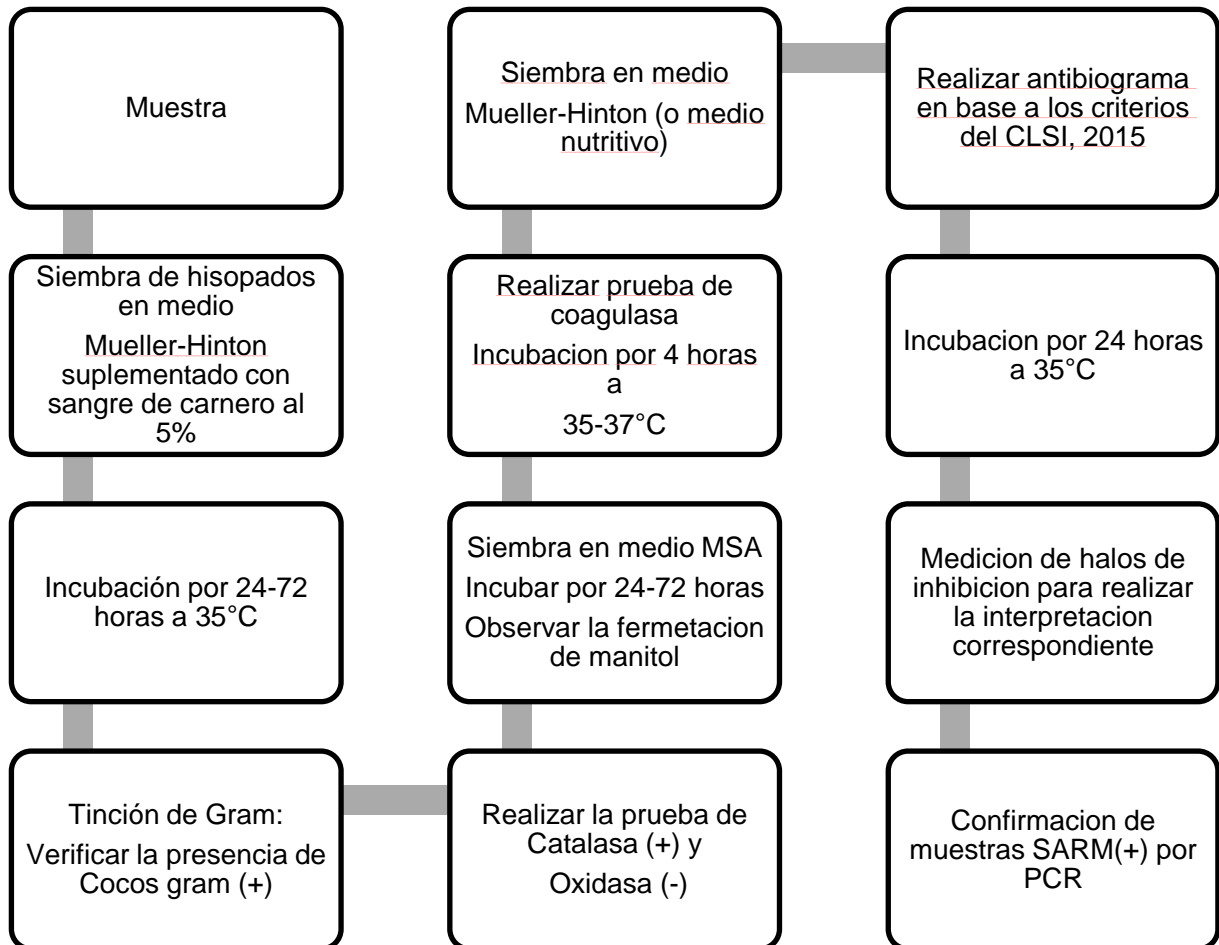 Muestra
Siembra de hisopados
en medio
Mueller-Hinton
suplementado con
sangre de carnero al
5%
Incubación por 24-72
horas a 35°C
Tinción de Gram:
Verificar la presencia de
Cocos gram (+)
Realizar la prueba de
Catalasa (+) y
Oxidasa (-)
Siembra en medio MSA
Incubar por 24-72 horas
Observar la fermetacion
de manitol
Realizar prueba de
coagulasa
Incubacion por 4 horas
a
35-37°C
Siembra en medio
Mueller-Hinton (o medio
nutritivo)
Realizar antibiograma
en base a los criterios
del CLSI, 2015
Incubacion por 24 horas
a 35°C
Medicion de halos de
inhibicion para realizar
la interpretacion
correspondiente
Confirmacion de
muestras SARM(+) por
PCR